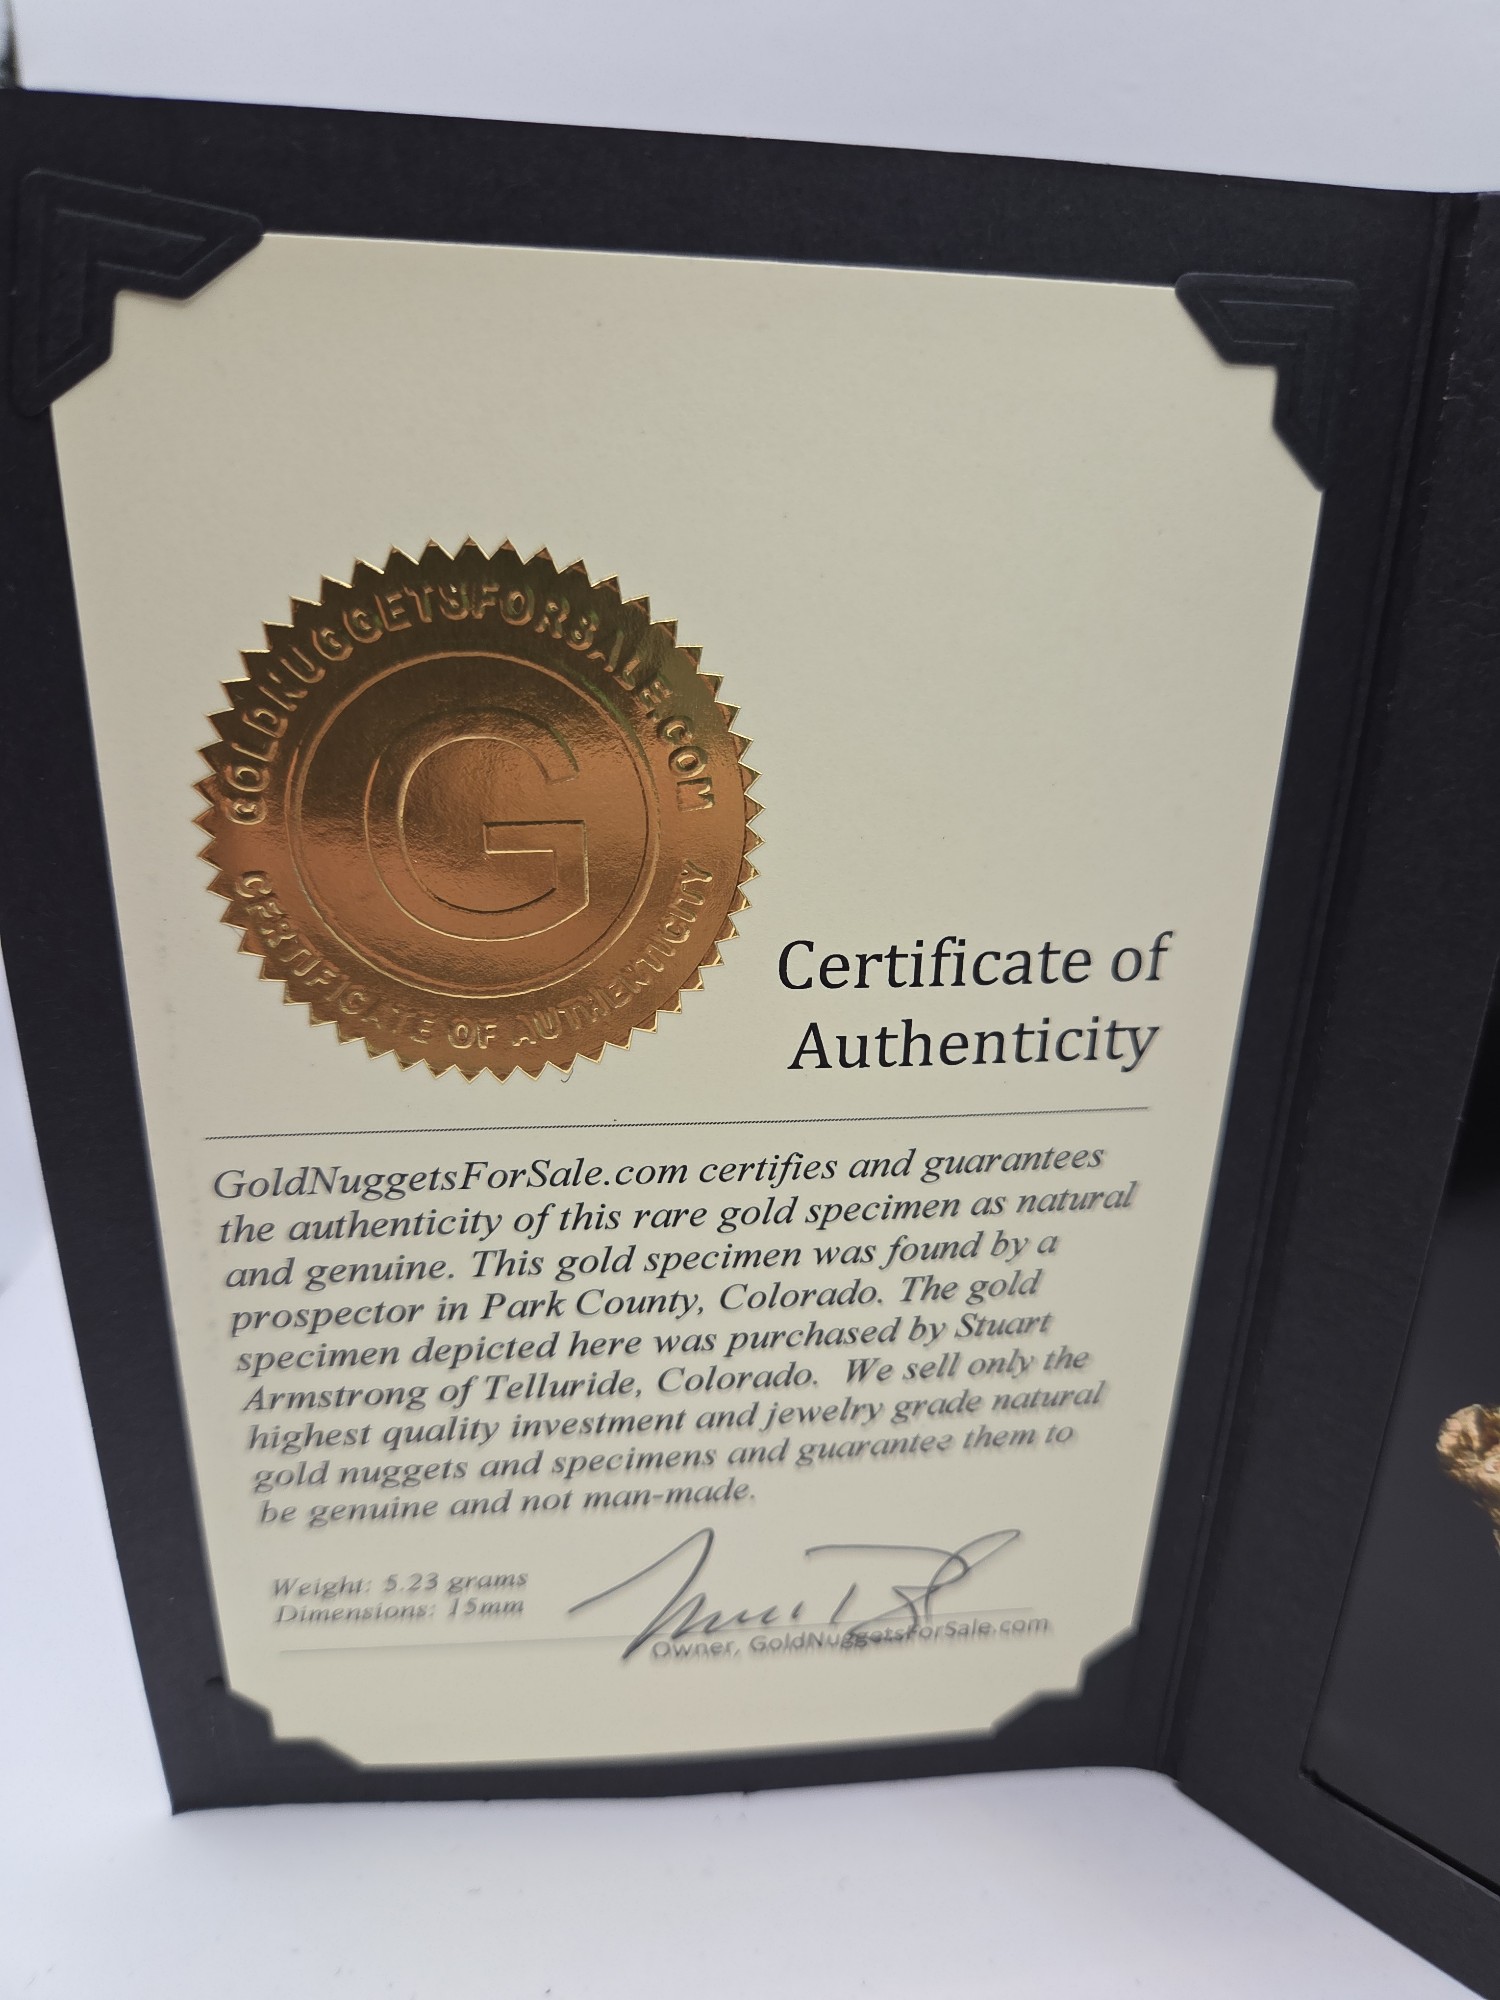 GOLDNUGGETSFORSALE.COM
G
CERTIFICATE OF AUTHENTICITY
Certificate of
Authenticity
GoldNuggetsForSale.com certifies and guarantees
the authenticity of this rare gold specimen as natural
and genuine. This gold specimen was found by a
prospector in Park County, Colorado. The gold
specimen depicted here was purchased by Stuart
Armstrong of Telluride, Colorado. We sell only the
highest quality investment and jewelry grade natural
gold nuggets and specimens and guarantee them to
be genuine and not man-made.
Weight: 5.23 grams
Dimensions: 15mm
Owner, GoldNuggetsForSale.com